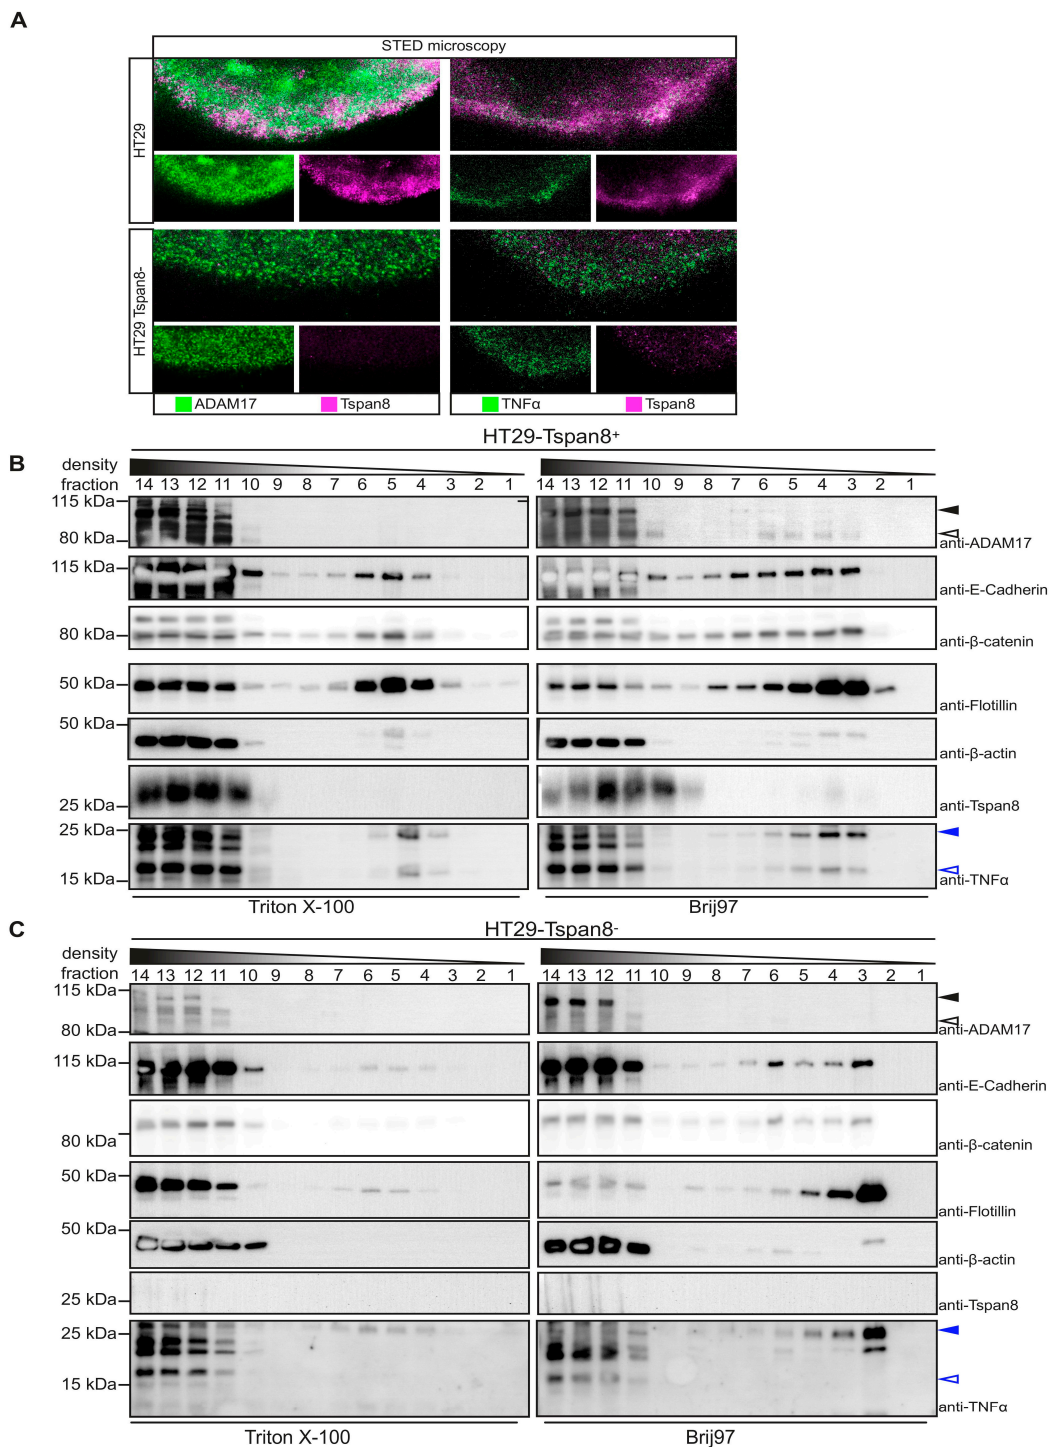 A
STED microscopy
HT29
HT29 Tspan8-
ADAM17 Tspan8 TNFα Tspan8
HT29-Tspan8+
B
density
fraction 14 13 12 11 10 9 8 7 6 5 4 3 2 1 14 13 12 11 10 9 8 7 6 5 4 3 2 1
115 kDa
80 kDa
anti-ADAM17
115 kDa
anti-E-Cadherin
80 kDa
anti-β-catenin
50 kDa
anti-Flotillin
50 kDa
anti-β-actin
25 kDa
anti-Tspan8
25 kDa
15 kDa
anti-TNFα
Triton X-100 Brij97
C
HT29-Tspan8-
density
fraction 14 13 12 11 10 9 8 7 6 5 4 3 2 1 14 13 12 11 10 9 8 7 6 5 4 3 2 1
115 kDa
80 kDa
anti-ADAM17
115 kDa
anti-E-Cadherin
80 kDa
anti-β-catenin
50 kDa
anti-Flotillin
50 kDa
anti-β-actin
25 kDa
anti-Tspan8
25 kDa
15 kDa
anti-TNFα
Triton X-100 Brij97